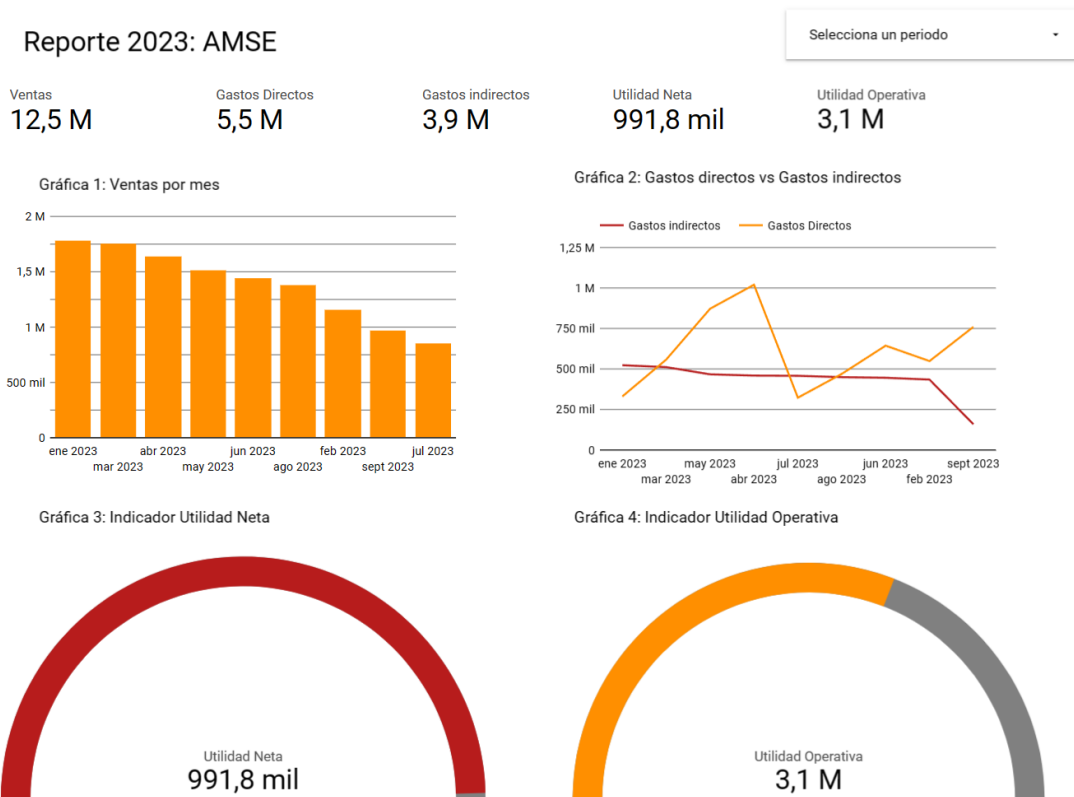 Reporte 2023: AMSE
Selecciona un periodo
Ventas
12,5 M
Gastos Directos
5,5 M
Gastos indirectos
3,9 M
Utilidad Neta
991,8 mil
Utilidad Operativa
3,1 M
Gráfica 1: Ventas por mes
2 M
1,5 M
1 M
500 mil
0
ene 2023
mar 2023
abr 2023
may 2023
jun 2023
ago 2023
feb 2023
sept 2023
jul 2023
Gráfica 2: Gastos directos vs Gastos indirectos
Gastos indirectos
Gastos Directos
1,25 M
1 M
750 mil
500 mil
250 mil
0
ene 2023
mar 2023
may 2023
abr 2023
jul 2023
ago 2023
jun 2023
feb 2023
sept 2023
Gráfica 3: Indicador Utilidad Neta
Utilidad Neta
991,8 mil
Gráfica 4: Indicador Utilidad Operativa
Utilidad Operativa
3,1 M